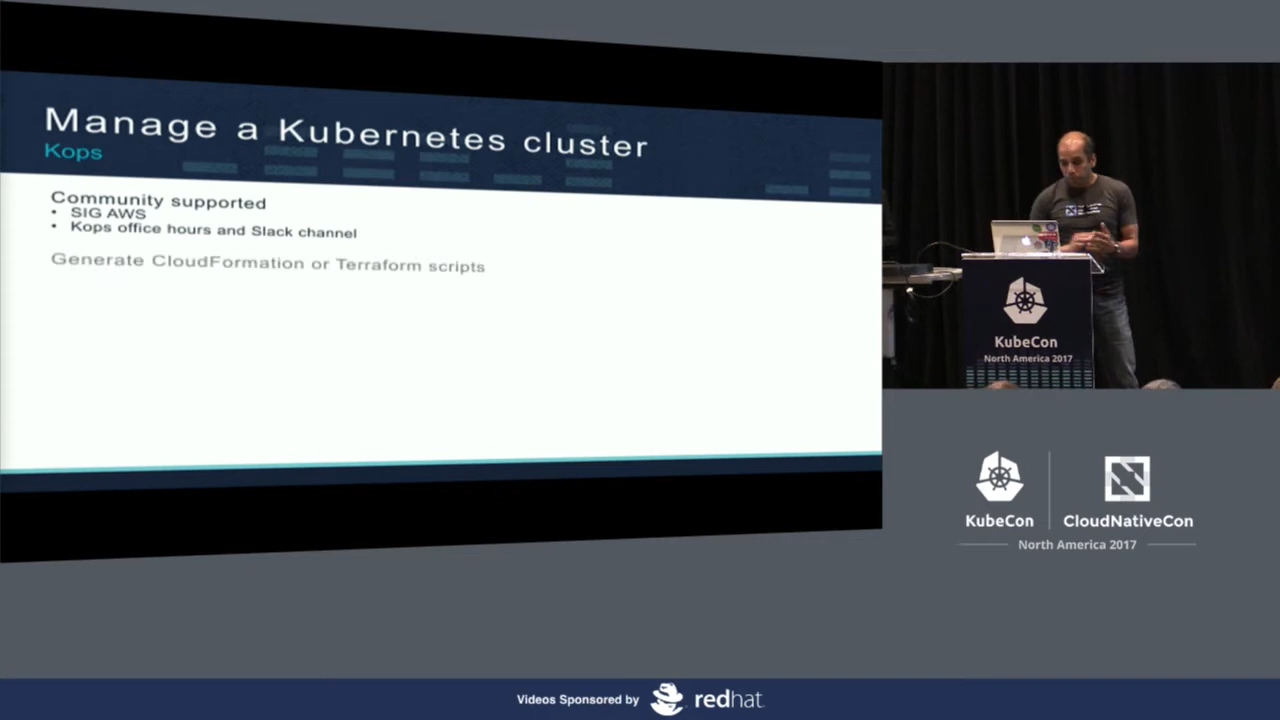 Manage a Kubernetes cluster
Kops
Community supported
• SIG AWS
• Kops office hours and Slack channel
Generate CloudFormation or Terraform scripts
KubeCon
North America 2017
KubeCon
CloudNativeCon
North America 2017
Videos Sponsored by
redhat